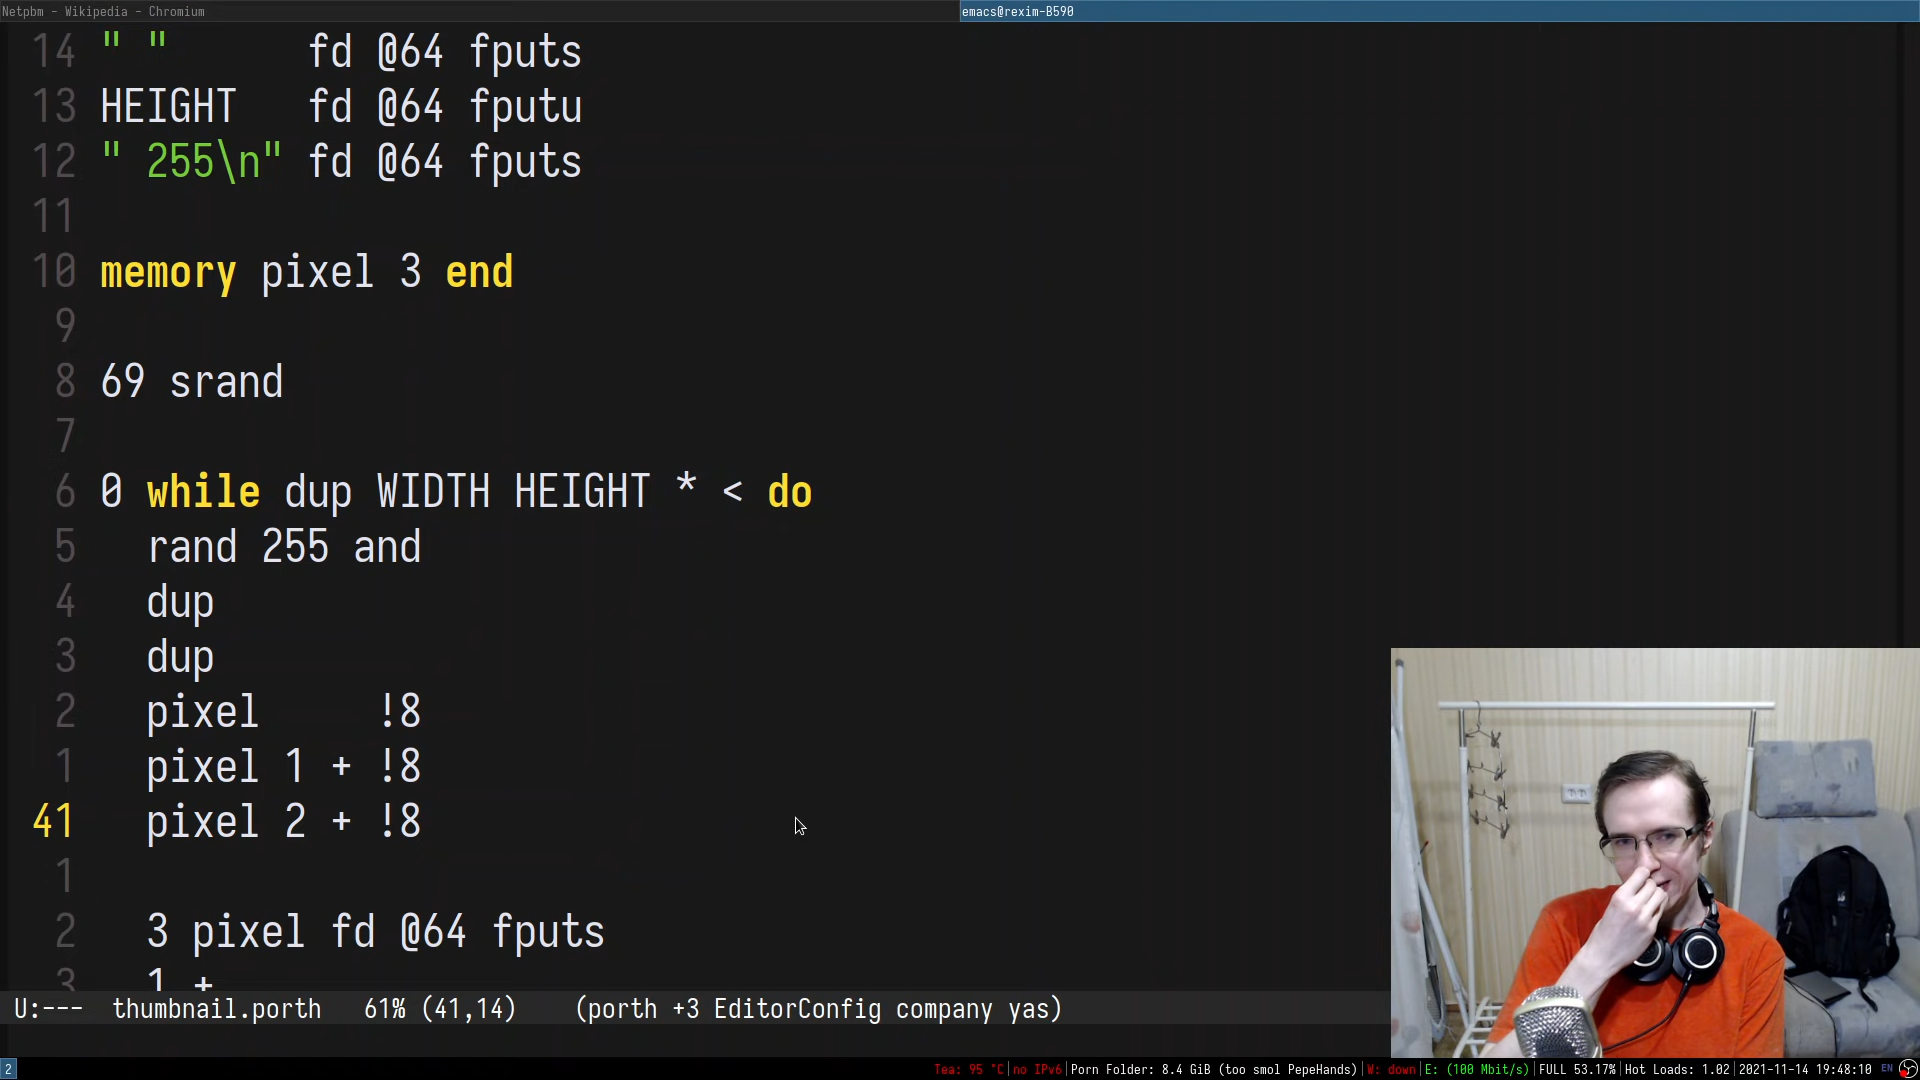 Netpbm - Wikipedia - Chromium
emacs@rexim-B590
14 " " fd @64 fputs
13 HEIGHT fd @64 fputu
12 " 255\n" fd @64 fputs
11
10 memory pixel 3 end
9
8 69 srand
7
6 0 while dup WIDTH HEIGHT * < do
5 rand 255 and
4 dup
3 dup
2 pixel !8
1 pixel 1 + !8
41 pixel 2 + !8
1
2 3 pixel fd @64 fputs
3 1 +
U:--- thumbnail.porth 61% (41,14) (porth +3 EditorConfig company yas)
2 Tea: 95 °C|no IPv6|Porn Folder: 8.4 GiB (too smol PepeHands)|W: down|E: (100 Mbit/s)|FULL 53.17%|Hot Loads: 1.02|2021-11-14 19:48:10 EN